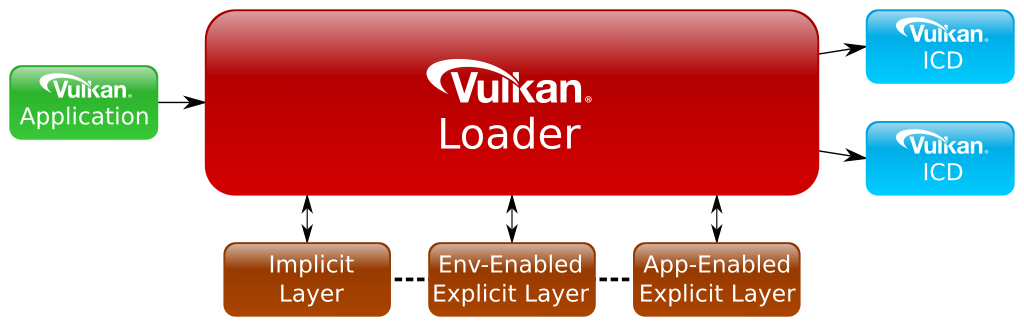 Vulkan®
Application
Vulkan®
Loader
Vulkan®
ICD
Vulkan®
ICD
Implicit
Layer
Env-Enabled
Explicit Layer
App-Enabled
Explicit Layer